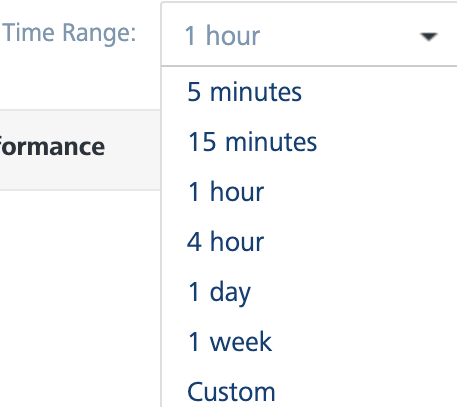 Time Range: 1 hour
5 minutes
formance
15 minutes
1 hour
4 hour
1 day
1 week
Custom